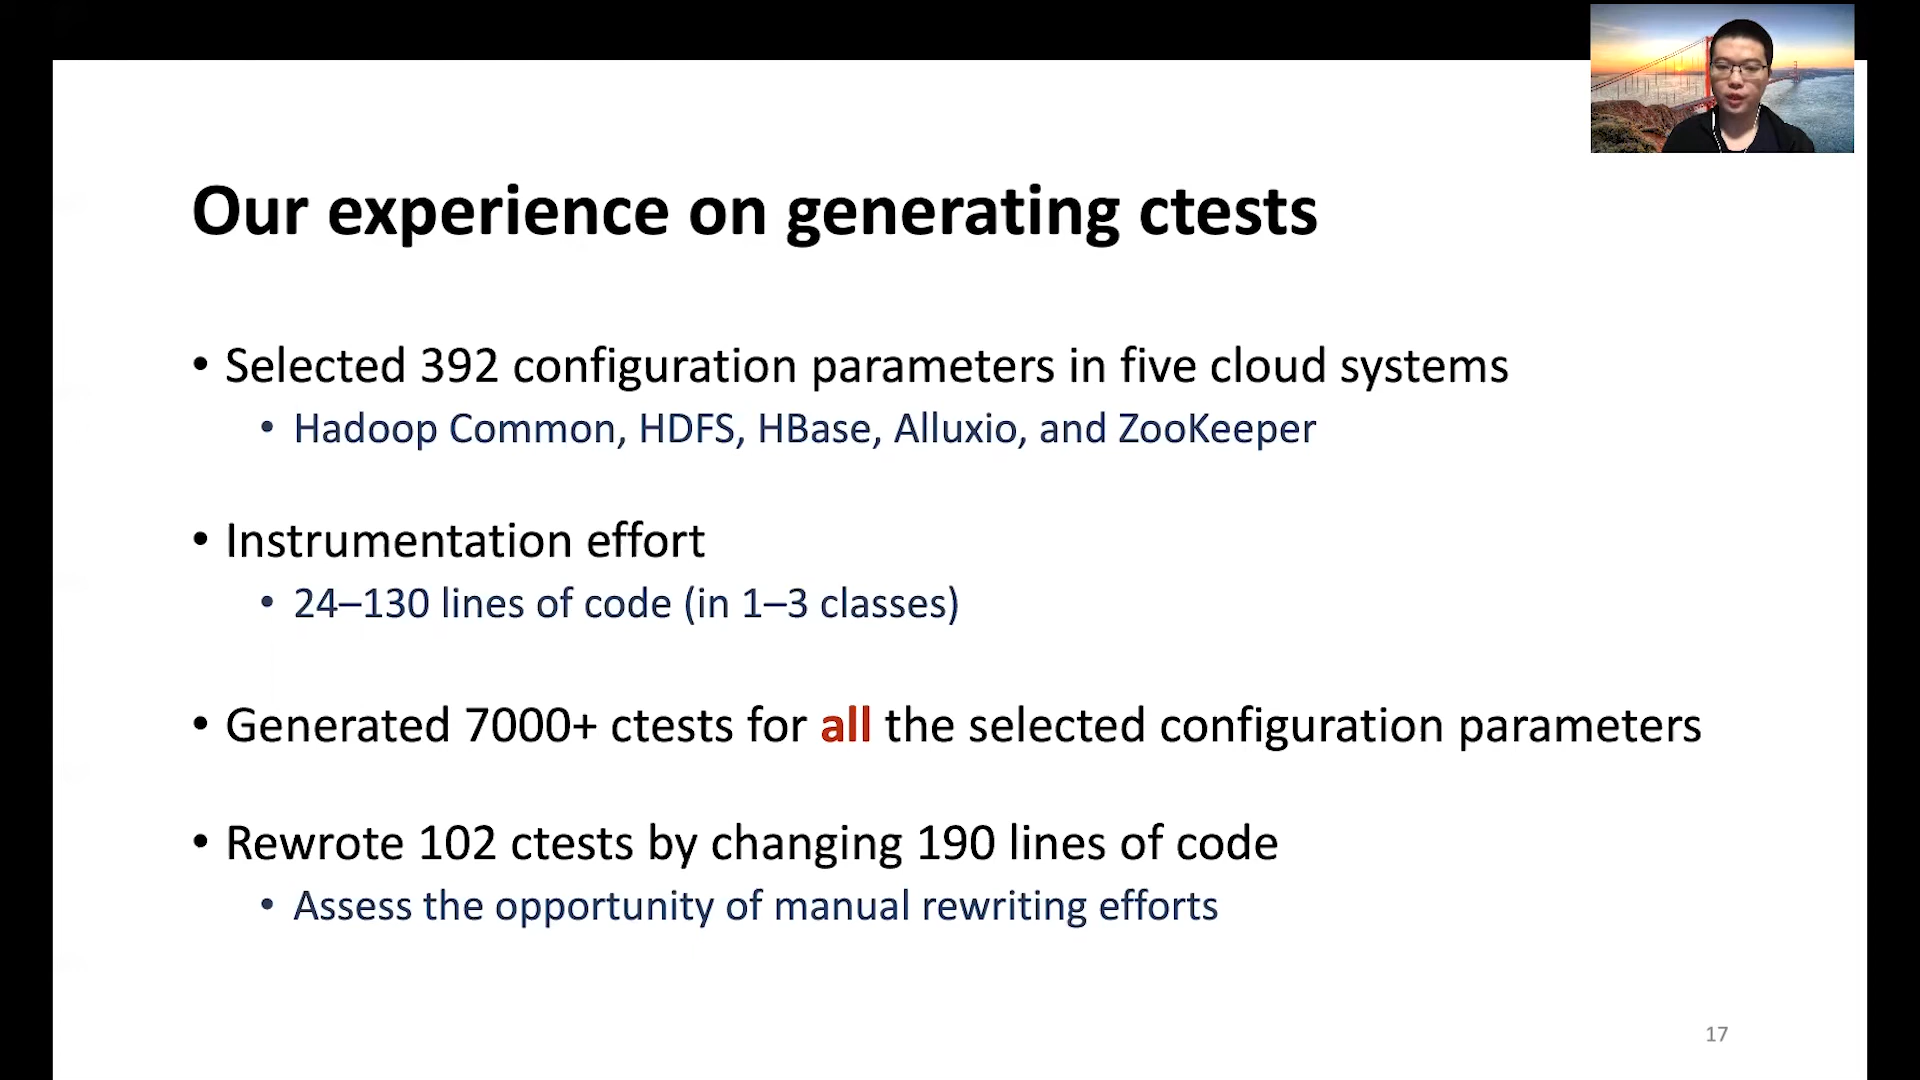 Our experience on generating ctests
• Selected 392 configuration parameters in five cloud systems
• Hadoop Common, HDFS, HBase, Alluxio, and ZooKeeper
• Instrumentation effort
• 24–130 lines of code (in 1–3 classes)
• Generated 7000+ ctests for all the selected configuration parameters
• Rewrote 102 ctests by changing 190 lines of code
• Assess the opportunity of manual rewriting efforts
17